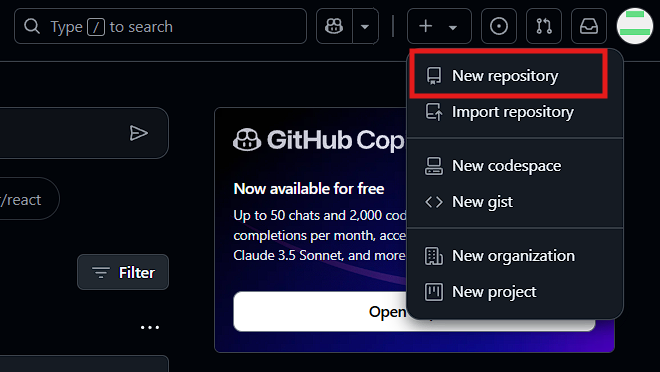 Type / to search
New repository
Import repository
GitHub Cop
/react
Now available for free
New codespace
Up to 50 chats and 2,000 cod
New gist
completions per month, acce
Claude 3.5 Sonnet, and more
New organization
Filter
New project
Open
...